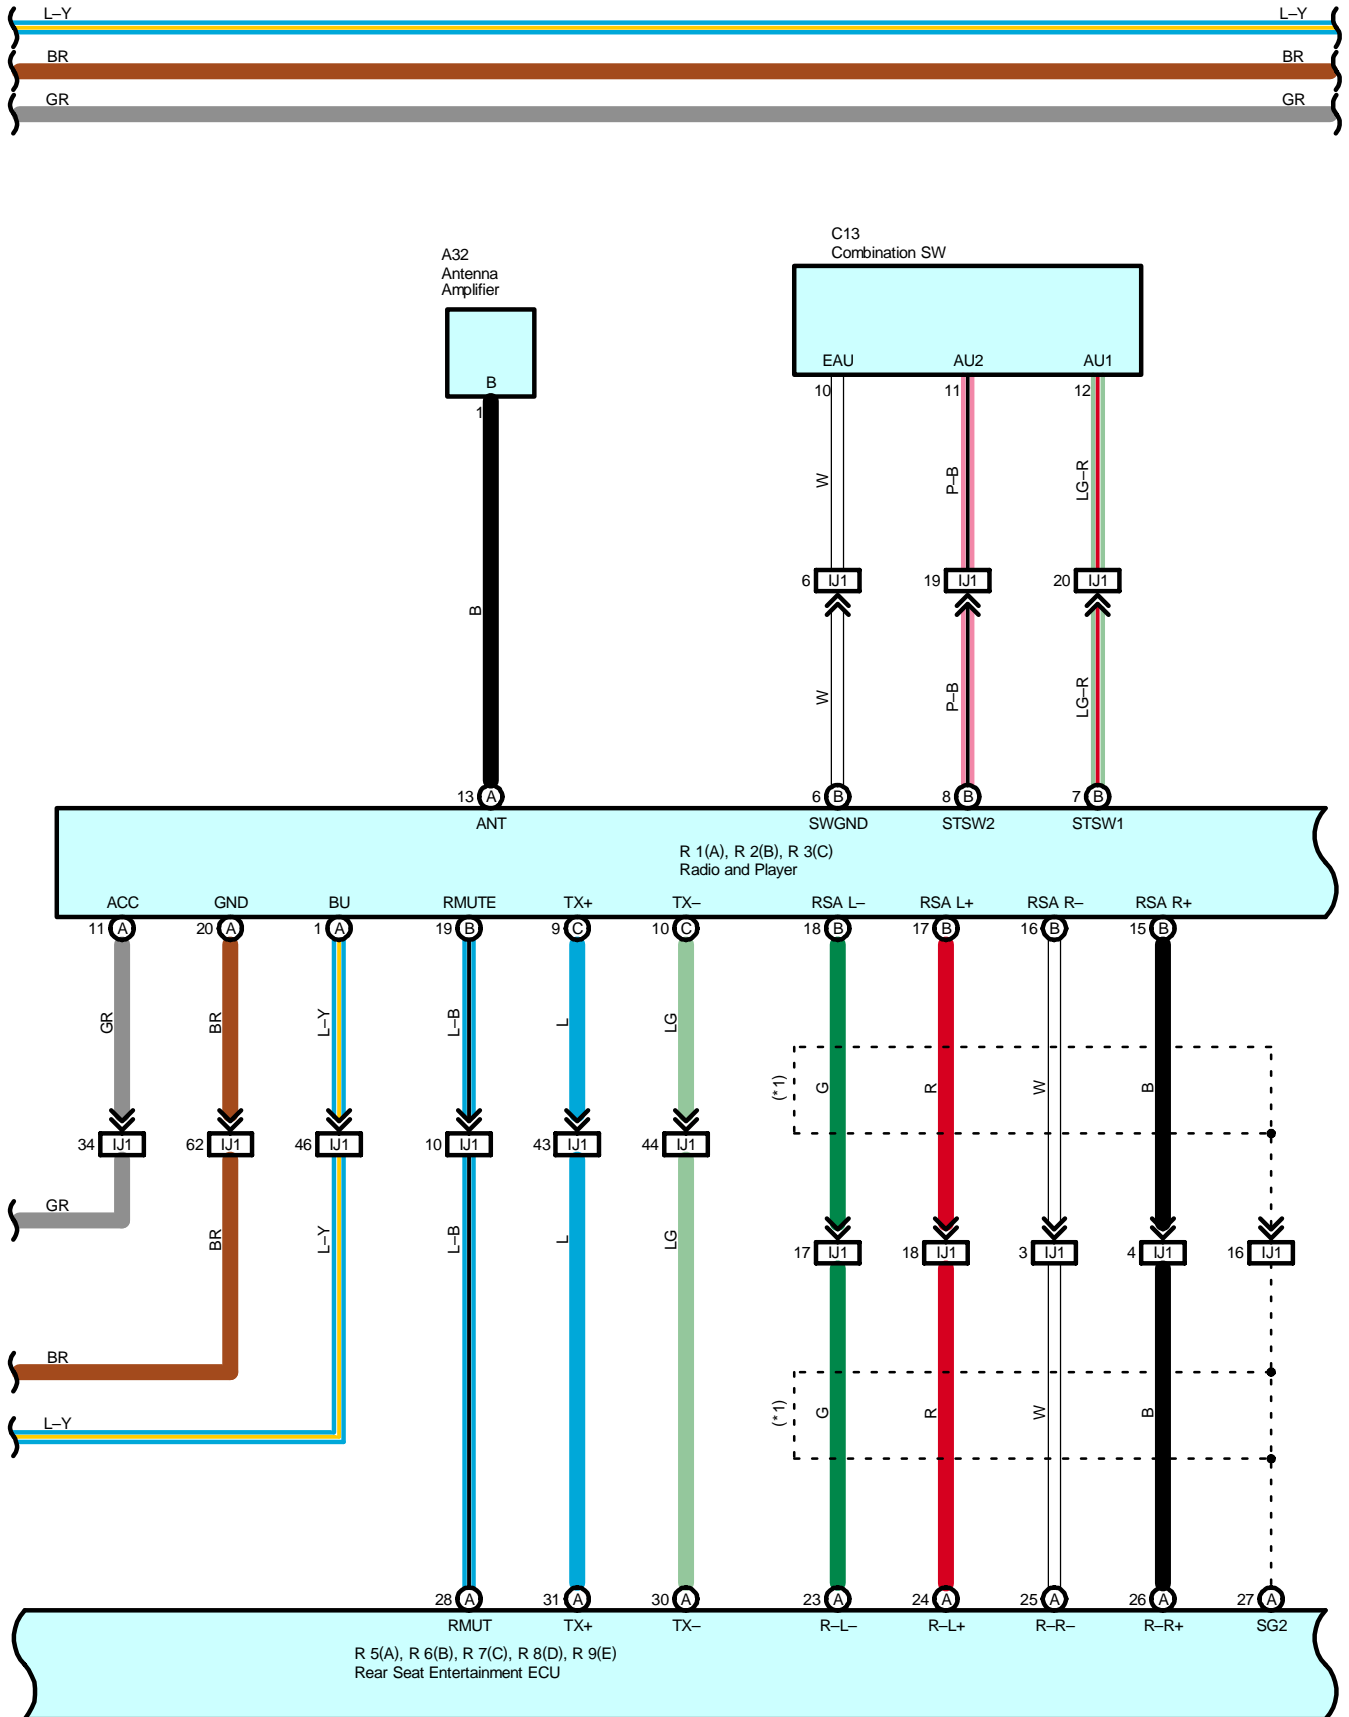 L–Y L–Y
BR BR
GR GR
C13
Combination SW
A32
Antenna
Amplifier
EAU AU2 AU1
B
10 11 12
1
W P–B LG–R
6 IJ1 19 IJ1 20 IJ1
B
W P–B LG–R
13 A 6 B 8 B 7 B
ANT SWGND STSW2 STSW1
R 1(A), R 2(B), R 3(C)
Radio and Player
ACC GND BU RMUTE TX+ TX– RSA L– RSA L+ RSA R– RSA R+
11 A 20 A 1 A 19 B 9 C 10 C 18 B 17 B 16 B 15 B
GR BR L–Y L–B L LG
(*1) G R W B
34 IJ1 62 IJ1 46 IJ1 10 IJ1 43 IJ1 44 IJ1
GR
BR L–Y L–B L LG
17 IJ1 18 IJ1 3 IJ1 4 IJ1 16 IJ1
BR
(*1) G R W B
L–Y
28 A 31 A 30 A 23 A 24 A 25 A 26 A 27 A
RMUT TX+ TX– R–L– R–L+ R–R– R–R+ SG2
R 5(A), R 6(B), R 7(C), R 8(D), R 9(E)
Rear Seat Entertainment ECU